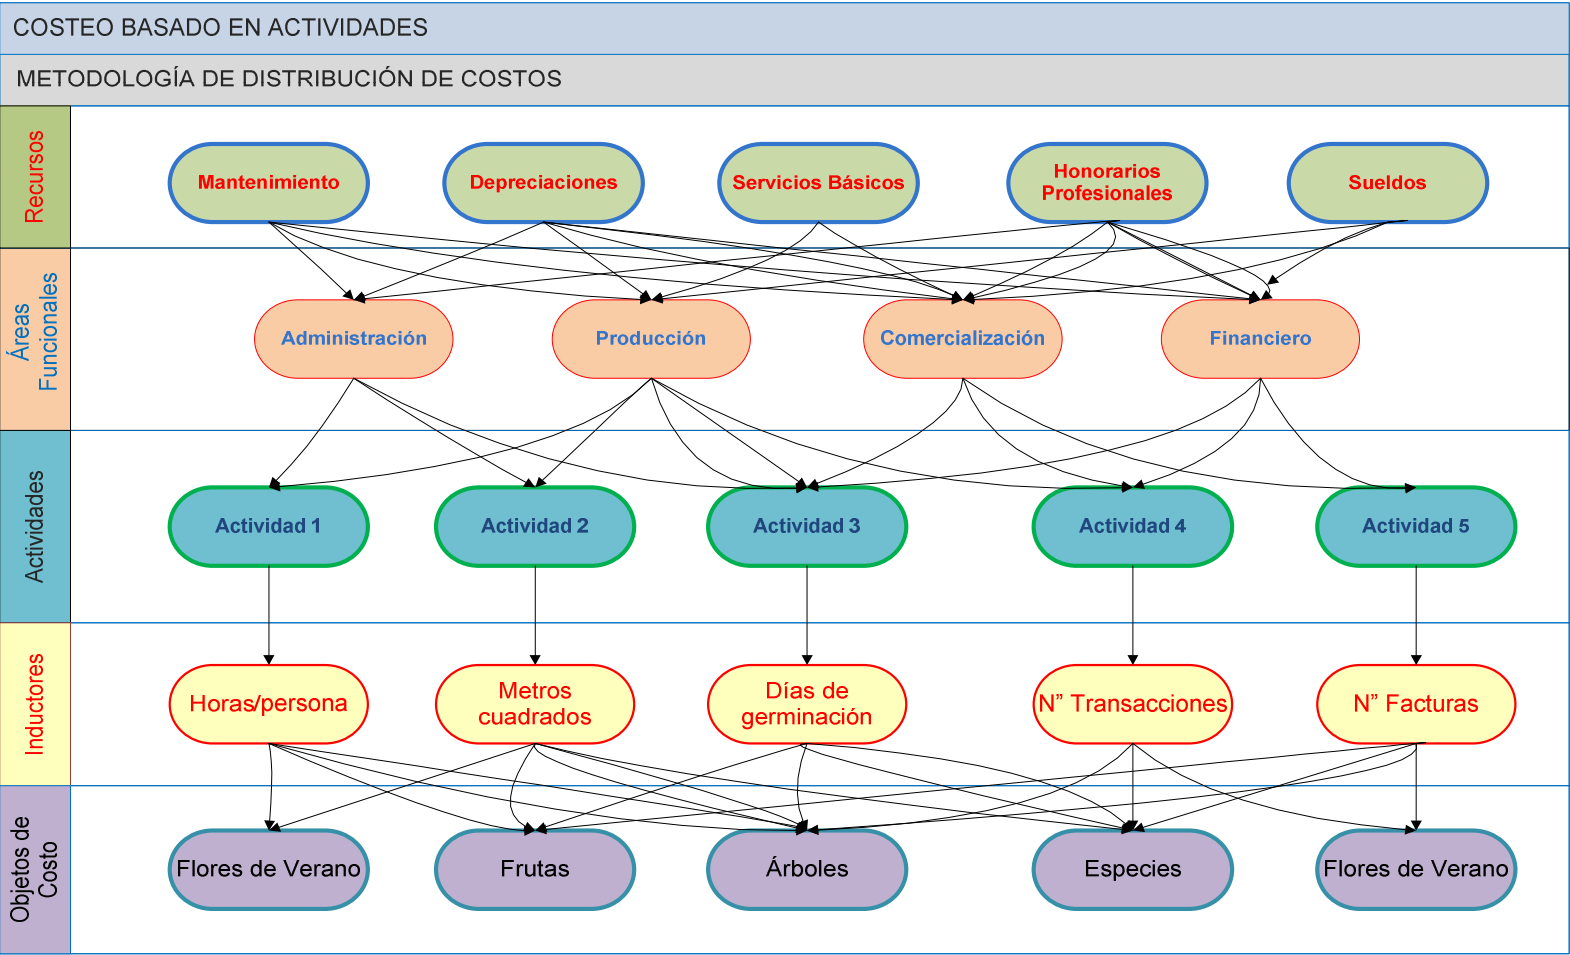 COSTEO BASADO EN ACTIVIDADES
METODOLOGÍA DE DISTRIBUCIÓN DE COSTOS
Recursos
Mantenimiento
Depreciaciones
Servicios Básicos
Honorarios
Profesionales
Sueldos
Áreas
Funcionales
Administración
Producción
Comercialización
Financiero
Actividades
Actividad 1
Actividad 2
Actividad 3
Actividad 4
Actividad 5
Inductores
Horas/persona
Metros
cuadrados
Días de
germinación
N” Transacciones
N” Facturas
Objetos de
Costo
Flores de Verano
Frutas
Árboles
Especies
Flores de Verano